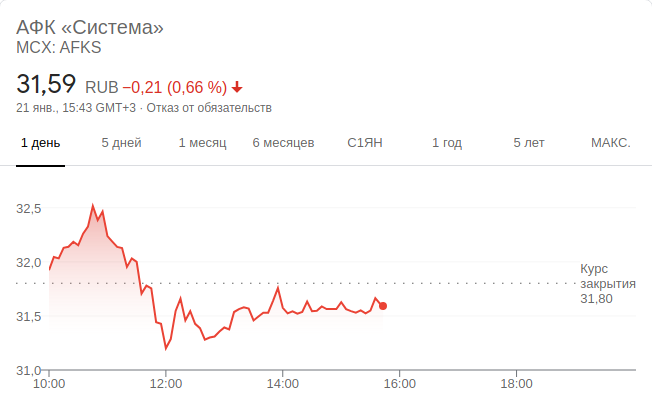 АФК «Система»
MCX: AFKS
31,59 RUB −0,21 (0,66 %)
21 янв., 15:43 GMT+3 · Отказ от обязательств
1 день 5 дней 1 месяц 6 месяцев С1ЯН 1 год 5 лет МАКС.
32,5
32,0
Курс
закрытия
31,80
31,5
31,0
10:00 12:00 14:00 16:00 18:00